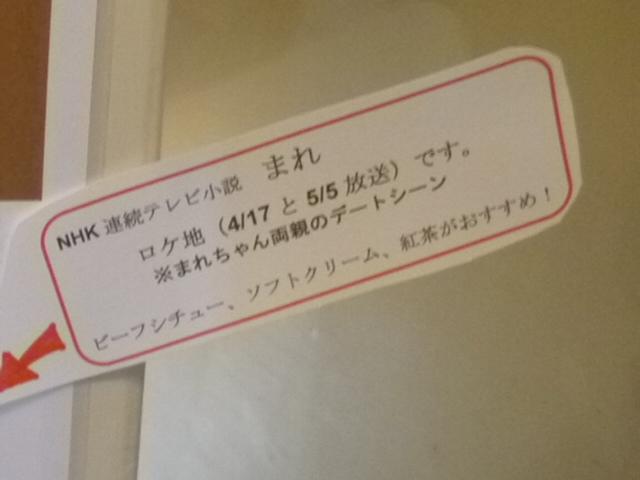 NHK 連続テレビ小説 まれ
ロケ地（4/17 と 5/5 放送）です。
※まれちゃん両親のデートシーン
ビーフシチュー、ソフトクリーム、紅茶がおすすめ！